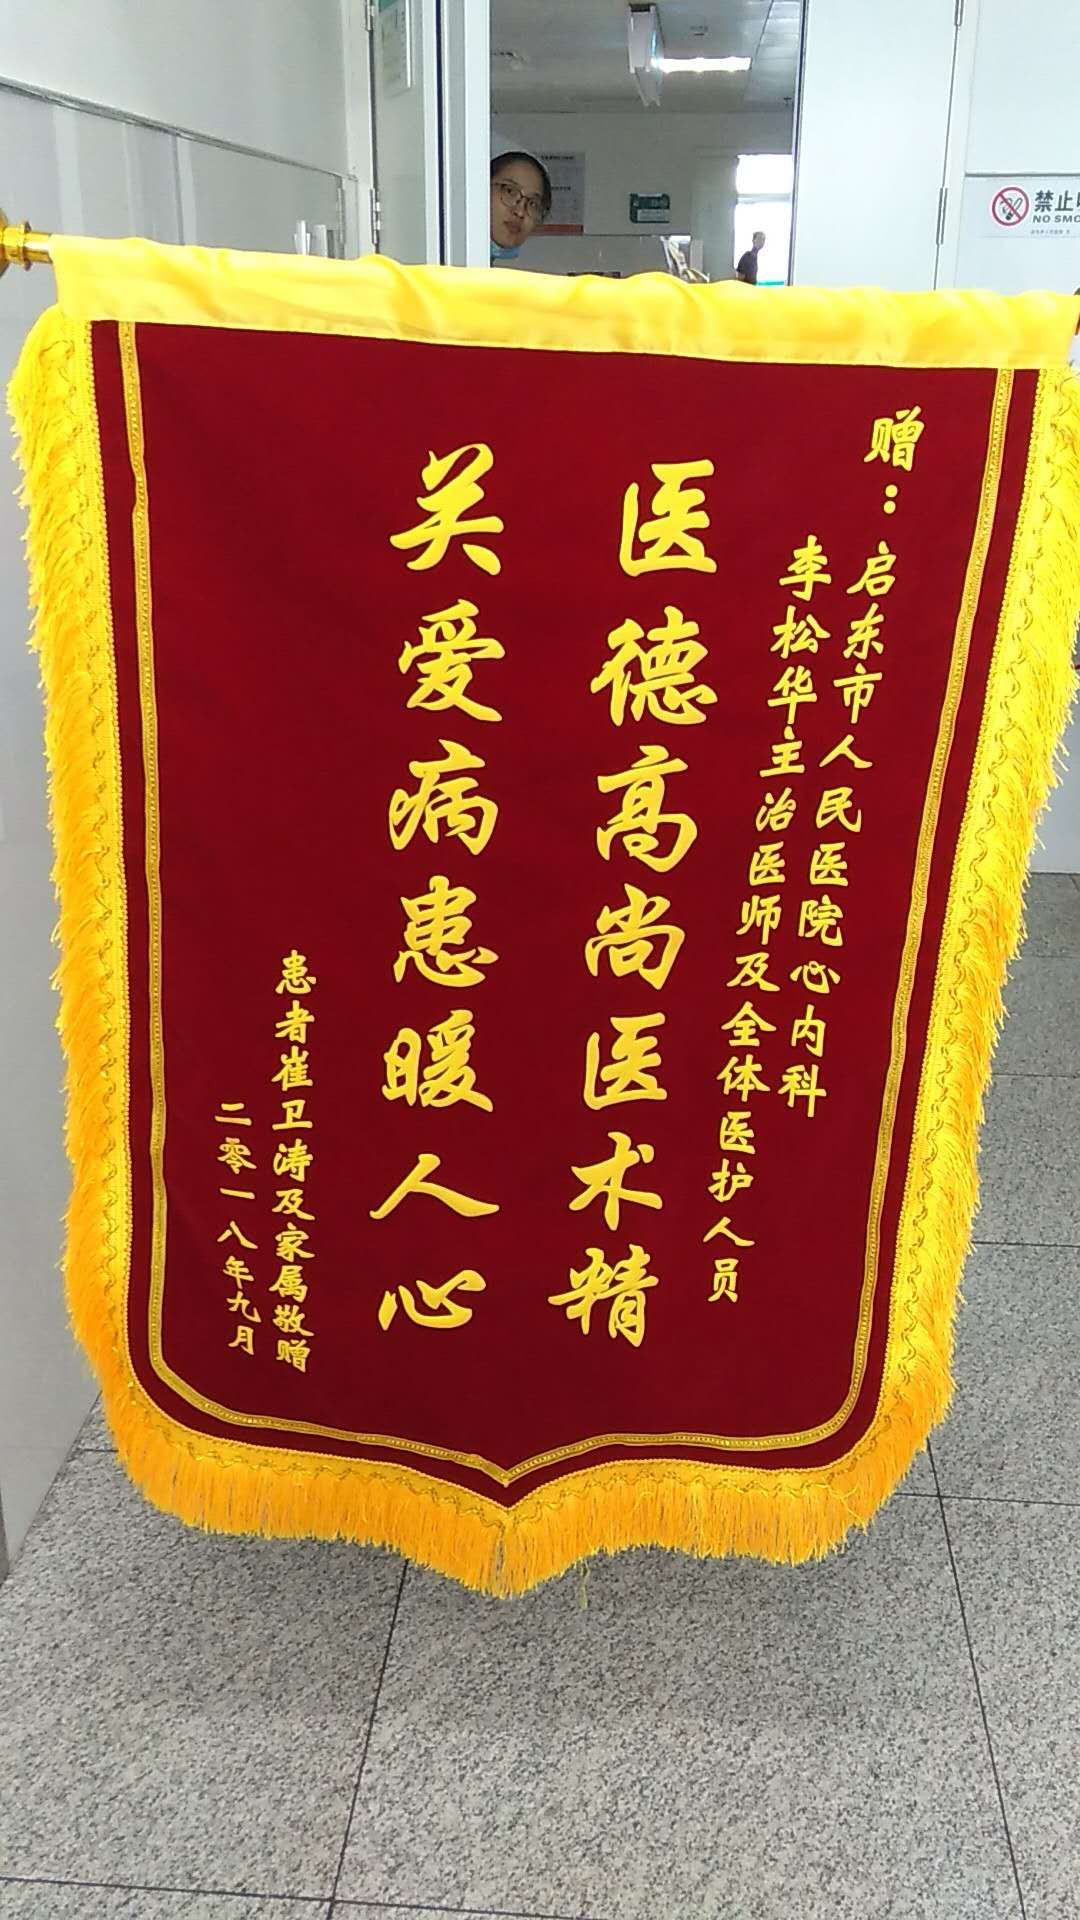 赠：启东市人民医院心内科
李松华主治医师及全体医护人员
医德高尚医术精
关爱病患暖人心
患者崔卫涛及家属敬赠
二零一八年九月
禁止
NO SMO